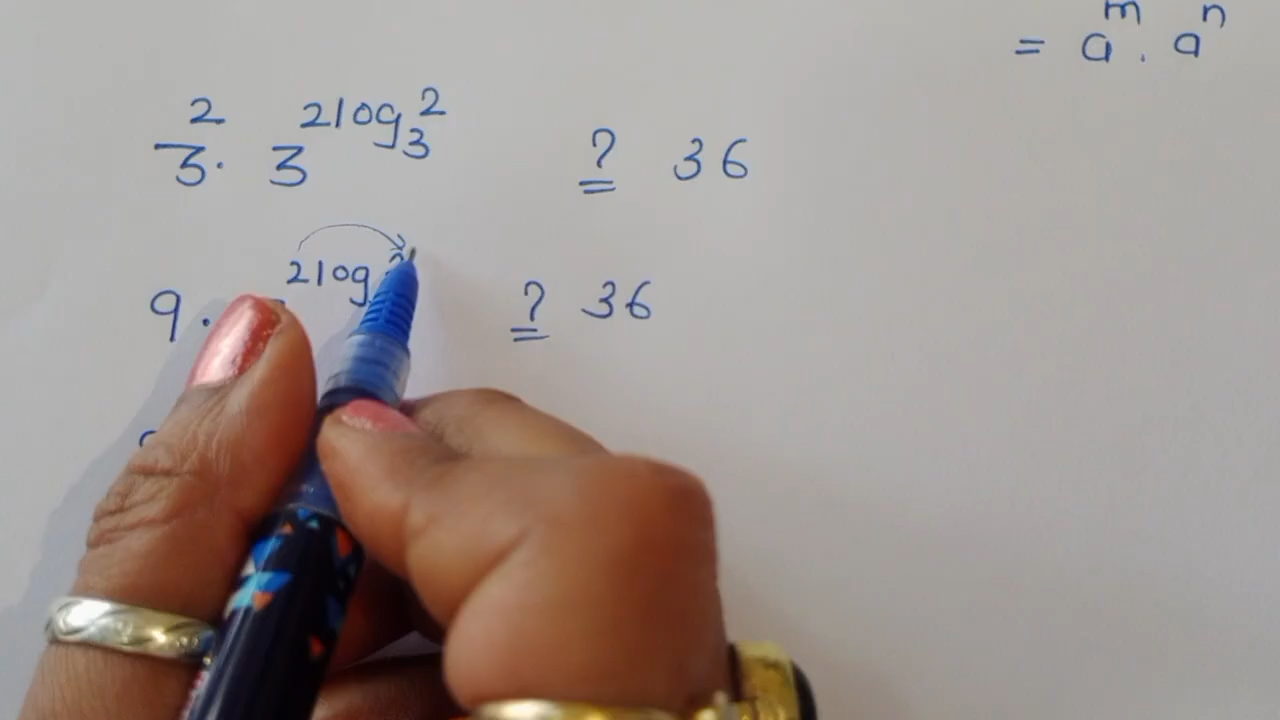 = a^m . a^n
3^2 . 3^(2log_3 2) ? 36
9 . 2log ? 36